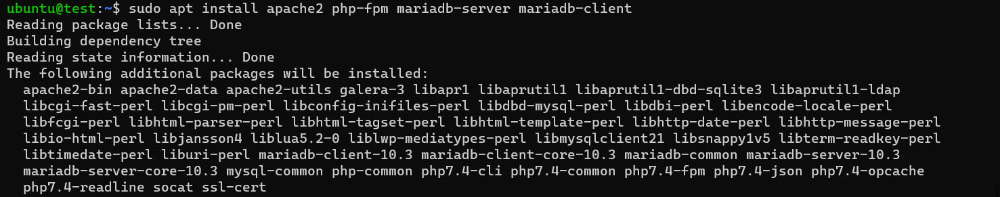 ubuntu@test:~$ sudo apt install apache2 php-fpm mariadb-server mariadb-client
Reading package lists... Done
Building dependency tree
Reading state information... Done
The following additional packages will be installed:
  apache2-bin apache2-data apache2-utils galera-3 libapr1 libaprutil1 libaprutil1-dbd-sqlite3 libaprutil1-ldap
  libcgi-fast-perl libcgi-pm-perl libconfig-inifiles-perl libdbd-mysql-perl libdbi-perl libencode-locale-perl
  libfcgi-perl libhtml-parser-perl libhtml-tagset-perl libhtml-template-perl libhttp-date-perl libhttp-message-perl
  libio-html-perl libjansson4 liblua5.2-0 liblwp-mediatypes-perl libmysqlclient21 libsnappy1v5 libterm-readkey-perl
  libtimedate-perl liburi-perl mariadb-client-10.3 mariadb-client-core-10.3 mariadb-common mariadb-server-10.3
  mariadb-server-core-10.3 mysql-common php-common php7.4-cli php7.4-common php7.4-fpm php7.4-json php7.4-opcache
  php7.4-readline socat ssl-cert